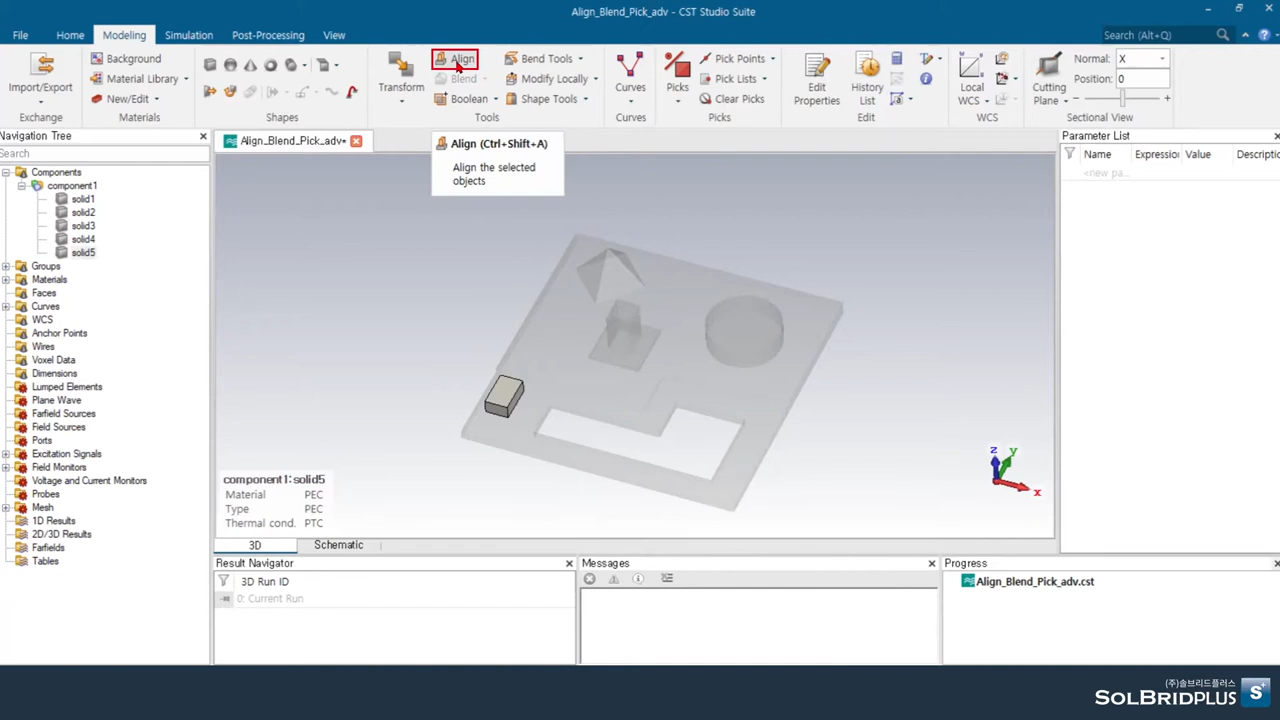 Align_Blend_Pick_adv - CST Studio Suite
File
Home
Modeling
Simulation
Post-Processing
View
Search (Alt+Q)
Import/Export
Exchange
Background
Material Library
New/Edit
Materials
Shapes
Transform
Align
Blend
Boolean
Bend Tools
Modify Locally
Shape Tools
Tools
Curves
Curves
Picks
Pick Points
Pick Lists
Clear Picks
Picks
Edit
Properties
History
List
Edit
Local
WCS
WCS
Cutting
Plane
Normal: X
Position: 0
Sectional View
Navigation Tree
Search
Components
component1
solid1
solid2
solid3
solid4
solid5
Groups
Materials
Faces
Curves
WCS
Anchor Points
Wires
Voxel Data
Dimensions
Lumped Elements
Plane Wave
Farfield Sources
Field Sources
Ports
Excitation Signals
Field Monitors
Voltage and Current Monitors
Probes
Mesh
1D Results
2D/3D Results
Farfields
Tables
Align_Blend_Pick_adv*
Align (Ctrl+Shift+A)
Align the selected
objects
component1:solid5
Material PEC
Type PEC
Thermal cond. PTC
z
y
x
3D
Schematic
Parameter List
Name Expression Value Descriptio
<new pa...
Result Navigator
3D Run ID
0: Current Run
Messages
Progress
Align_Blend_Pick_adv.cst
(주)솔브리드플러스
SOLBRIDPLUS
S+